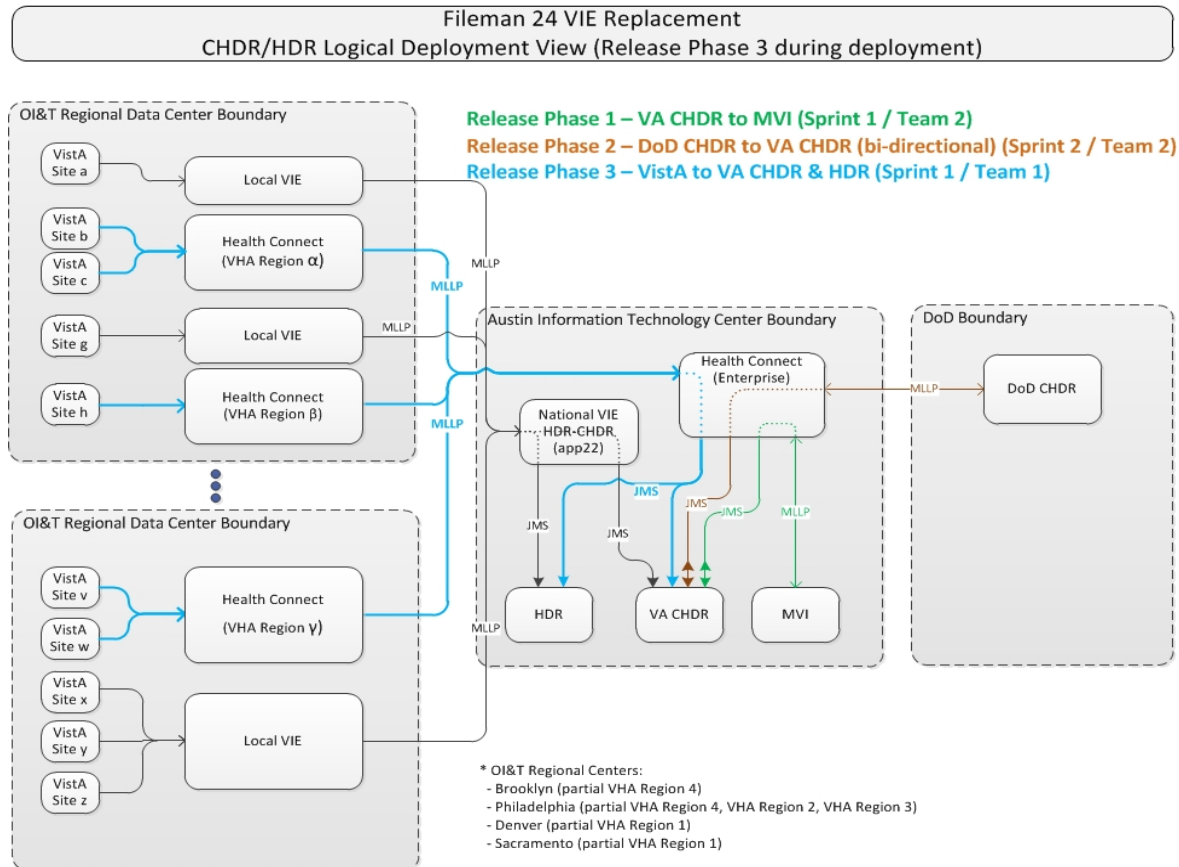 Fileman 24 VIE Replacement
CHDR/HDR Logical Deployment View (Release Phase 3 during deployment)
Release Phase 1 – VA CHDR to MVI (Sprint 1 / Team 2)
Release Phase 2 – DoD CHDR to VA CHDR (bi-directional) (Sprint 2 / Team 2)
Release Phase 3 – VistA to VA CHDR & HDR (Sprint 1 / Team 1)
OI&T Regional Data Center Boundary
VistA
Site a
Local VIE
VistA
Site b
VistA
Site c
Health Connect
(VHA Region α)
VistA
Site g
Local VIE
VistA
Site h
Health Connect
(VHA Region β)
MLLP
MLLP
MLLP
MLLP
MLLP
OI&T Regional Data Center Boundary
VistA
Site v
VistA
Site w
Health Connect
(VHA Region γ)
VistA
Site x
VistA
Site y
VistA
Site z
Local VIE
Austin Information Technology Center Boundary
Health Connect
(Enterprise)
National VIE
HDR-CHDR
(app22)
JMS
JMS
JMS
JMS
JMS
MLLP
HDR
VA CHDR
MVI
MLLP
DoD Boundary
DoD CHDR
* OI&T Regional Centers:
- Brooklyn (partial VHA Region 4)
- Philadelphia (partial VHA Region 4, VHA Region 2, VHA Region 3)
- Denver (partial VHA Region 1)
- Sacramento (partial VHA Region 1)